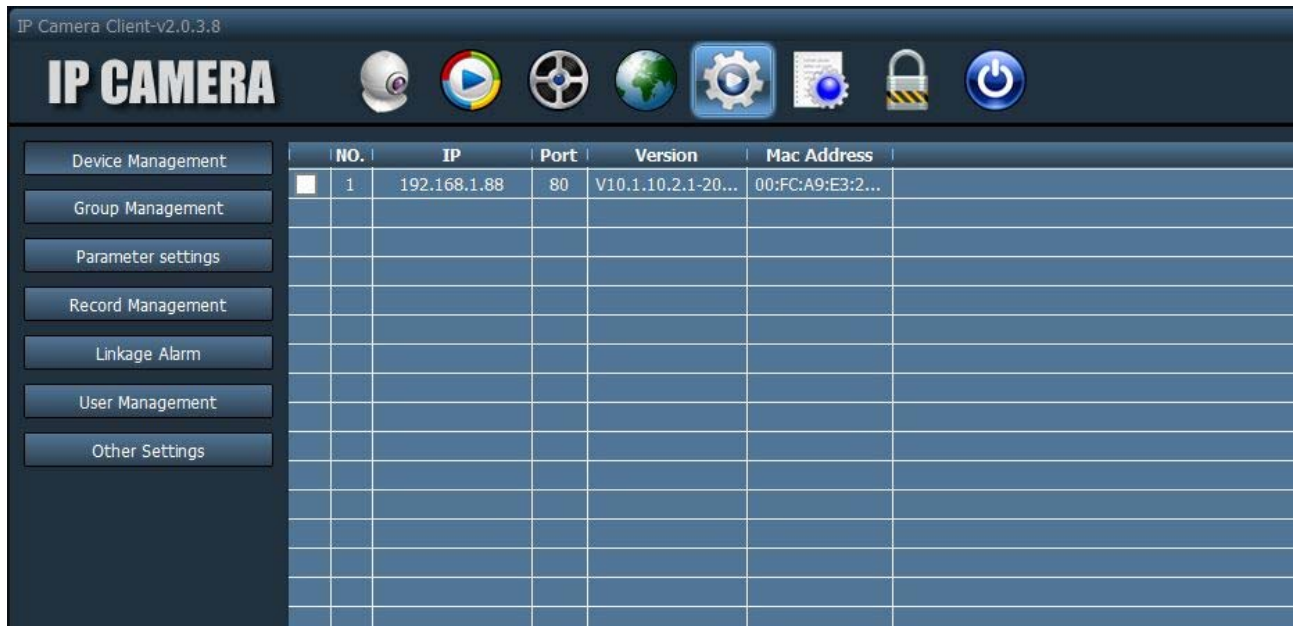 IP Camera Client-v2.0.3.8
IP CAMERA
Device Management
Group Management
Parameter settings
Record Management
Linkage Alarm
User Management
Other Settings
NO. IP Port Version Mac Address
1 192.168.1.88 80 V10.1.10.2.1-20... 00:FC:A9:E3:2...